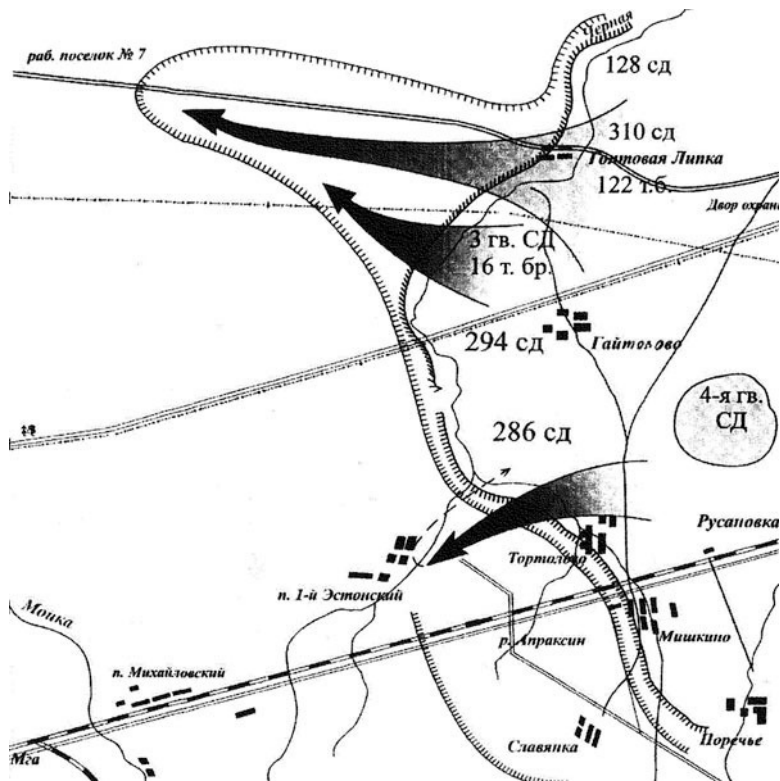 Черная
раб. поселок № 7
128 сд
310 сд
Гонтовая Липка
122 т.б.
Двор охраны
3 гв. СД
16 т. бр.
294 сд
Гайтолово
4-я гв.
СД
286 сд
Русановка
Тортолово
п. 1-й Эстонский
Мойка
р. Апраксин
Мишкино
п. Михайловский
Славянка
Поречье
Мга